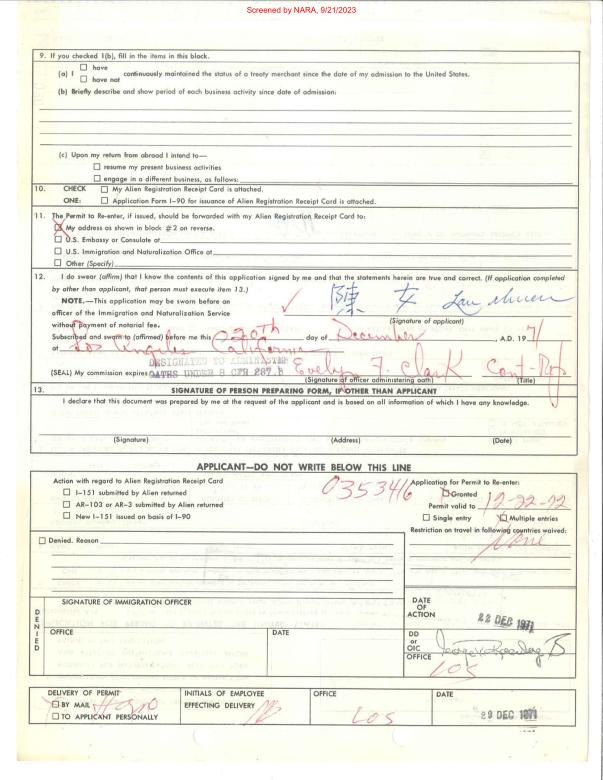 Screened by NARA, 9/21/2023
9. If you checked 1(b), fill in the items in this block.
(a) I ☐ have
☐ have not continuously maintained the status of a treaty merchant since the date of my admission to the United States.
(b) Briefly describe and show period of each business activity since date of admission:
(c) Upon my return from abroad I intend to—
☐ resume my present business activities
☐ engage in a different business, as follows:
10. CHECK ☐ My Alien Registration Receipt Card is attached.
ONE: ☐ Application Form I-90 for issuance of Alien Registration Receipt Card is attached.
11. The Permit to Re-enter, if issued, should be forwarded with my Alien Registration Receipt Card to:
☒ My address as shown in block #2 on reverse.
☐ U.S. Embassy or Consulate at
☐ U.S. Immigration and Naturalization Office at
☐ Other (Specify)
12. I do swear (affirm) that I know the contents of this application signed by me and that the statements herein are true and correct. (If application completed
by other than applicant, that person must execute item 13.)
NOTE.—This application may be sworn before an
officer of the Immigration and Naturalization Service
without payment of notarial fee.
陳 女
(Signature of applicant)
Subscribed and sworn to (affirmed) before me this 20th day of December, A.D. 1971
at Los Angeles California
DESIGNATED TO ADMINISTER
(SEAL) My commission expires OATHS UNDER 8 CFR 287.5 Evelyn F. Clark Cont-Rep
(Signature of officer administering oath) (Title)
13. SIGNATURE OF PERSON PREPARING FORM, IF OTHER THAN APPLICANT
I declare that this document was prepared by me at the request of the applicant and is based on all information of which I have any knowledge.
(Signature) (Address) (Date)
APPLICANT—DO NOT WRITE BELOW THIS LINE
Action with regard to Alien Registration Receipt Card
☐ I-151 submitted by Alien returned
☐ AR-103 or AR-3 submitted by Alien returned
☐ New I-151 issued on basis of I-90
035346
Application for Permit to Re-enter:
☒ Granted
Permit valid to 12-22-72
☐ Single entry ☒ Multiple entries
Restriction on travel in following countries waived:
None
☐ Denied. Reason
DENIED
SIGNATURE OF IMMIGRATION OFFICER
OFFICE DATE
DATE OF ACTION 22 DEC 1971
DD or OIC
OFFICE LOS
DELIVERY OF PERMIT
☒ BY MAIL
☐ TO APPLICANT PERSONALLY
INITIALS OF EMPLOYEE
EFFECTING DELIVERY
OFFICE
LOS
DATE
29 DEC 1971